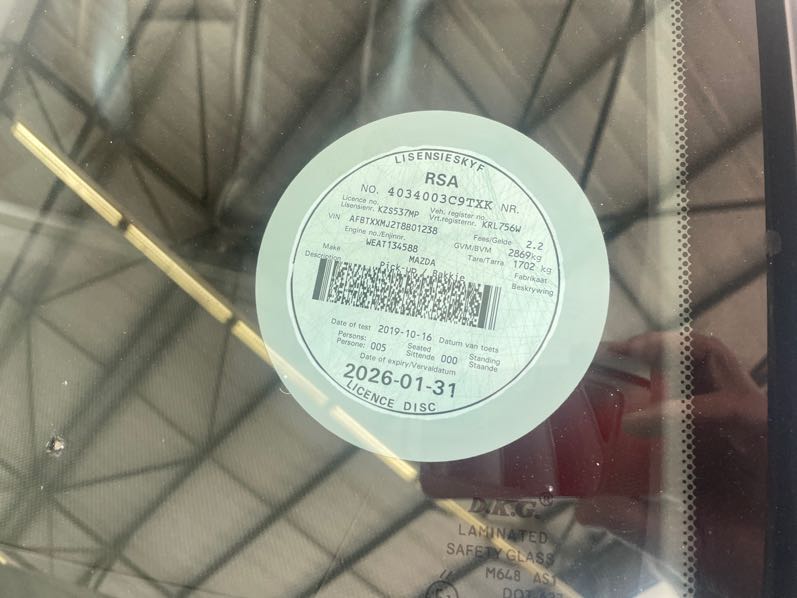 LISENSIESKYF
RSA
NO. 4034003C9TXK NR.
Licence no. Veh. register no.
Lisensienr. KZS537MP Vrt.registernr. KRL756W
VIN AFBTXXMJ2T8B01238 Fees/Gelde 2.2
Engine no./Enjinnr. GVM/BVM 2869kg
WEAT134588 Tare/Tarra 1702 kg
Make MAZDA Fabrikaat
Description Pick-up / Bakkie Beskrywing
Date of test 2019-10-16 Datum van toets
Persons: Seated Standing
Persone: 005 Sittende 000 Staande
Date of expiry/Vervaldatum
2026-01-31
LICENCE DISC
D.K.G.®
LAMINATED
SAFETY GLASS
M648 AS1